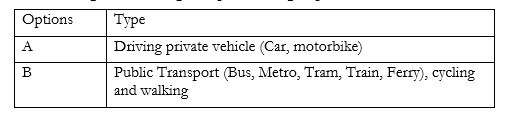 Options Type
A Driving private vehicle (Car, motorbike)
B Public Transport (Bus, Metro, Tram, Train, Ferry), cycling
and walking